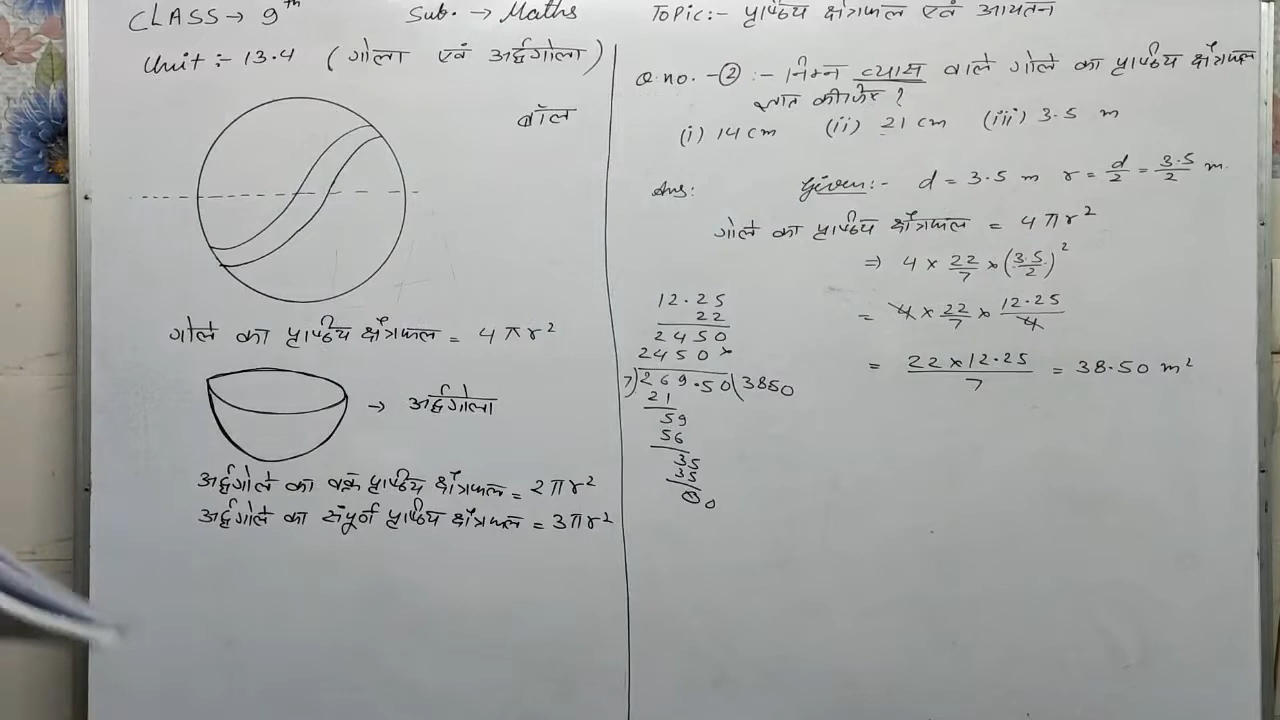 CLASS → 9th Sub. → Maths Topic:- पृष्ठीय क्षेत्रफल एवं आयतन
Unit :- 13.4 (गोला एवं अर्द्धगोला)
बॉल
गोले का पृष्ठीय क्षेत्रफल = 4πr²
→ अर्द्धगोला
अर्द्धगोले का वक्र पृष्ठीय क्षेत्रफल = 2πr²
अर्द्धगोले का संपूर्ण पृष्ठीय क्षेत्रफल = 3πr²
Q.no. - ② :- निम्न व्यास वाले गोले का पृष्ठीय क्षेत्रफल
ज्ञात कीजिए ?
(i) 14 cm (ii) 21 cm (iii) 3.5 m
Ans: Given:- d = 3.5 m r = d/2 = 3.5/2 m.
गोले का पृष्ठीय क्षेत्रफल = 4πr²
⇒ 4 × 22/7 × (3.5/2)²
= 4 × 22/7 × 12.25/4
= 22×12.25/7 = 38.50 m²
12.25
22
2450
2450×
7)269.50(3850
21
59
56
35
35
00